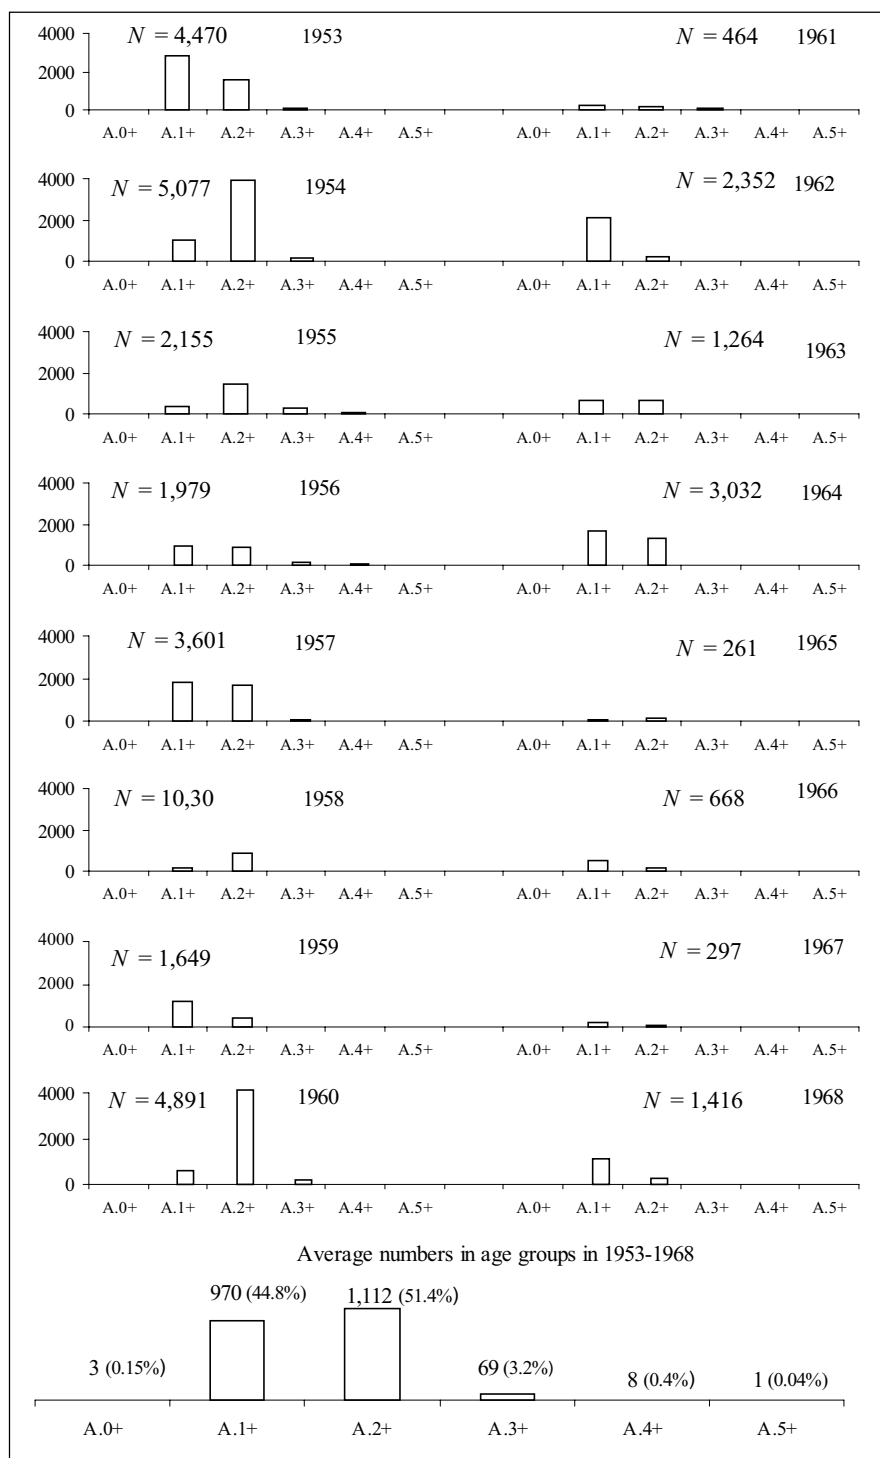 4000 N = 4,470 1953 N = 464 1961
2000
0
A.0+ A.1+ A.2+ A.3+ A.4+ A.5+ A.0+ A.1+ A.2+ A.3+ A.4+ A.5+
4000 N = 5,077 1954 N = 2,352 1962
2000
0
A.0+ A.1+ A.2+ A.3+ A.4+ A.5+ A.0+ A.1+ A.2+ A.3+ A.4+ A.5+
4000 N = 2,155 1955 N = 1,264 1963
2000
0
A.0+ A.1+ A.2+ A.3+ A.4+ A.5+ A.0+ A.1+ A.2+ A.3+ A.4+ A.5+
4000 N = 1,979 1956 N = 3,032 1964
2000
0
A.0+ A.1+ A.2+ A.3+ A.4+ A.5+ A.0+ A.1+ A.2+ A.3+ A.4+ A.5+
4000 N = 3,601 1957 N = 261 1965
2000
0
A.0+ A.1+ A.2+ A.3+ A.4+ A.5+ A.0+ A.1+ A.2+ A.3+ A.4+ A.5+
4000 N = 10,30 1958 N = 668 1966
2000
0
A.0+ A.1+ A.2+ A.3+ A.4+ A.5+ A.0+ A.1+ A.2+ A.3+ A.4+ A.5+
4000 N = 1,649 1959 N = 297 1967
2000
0
A.0+ A.1+ A.2+ A.3+ A.4+ A.5+ A.0+ A.1+ A.2+ A.3+ A.4+ A.5+
4000 N = 4,891 1960 N = 1,416 1968
2000
0
A.0+ A.1+ A.2+ A.3+ A.4+ A.5+ A.0+ A.1+ A.2+ A.3+ A.4+ A.5+
Average numbers in age groups in 1953-1968
970 (44.8%) 1,112 (51.4%)
3 (0.15%) 69 (3.2%) 8 (0.4%) 1 (0.04%)
A.0+ A.1+ A.2+ A.3+ A.4+ A.5+